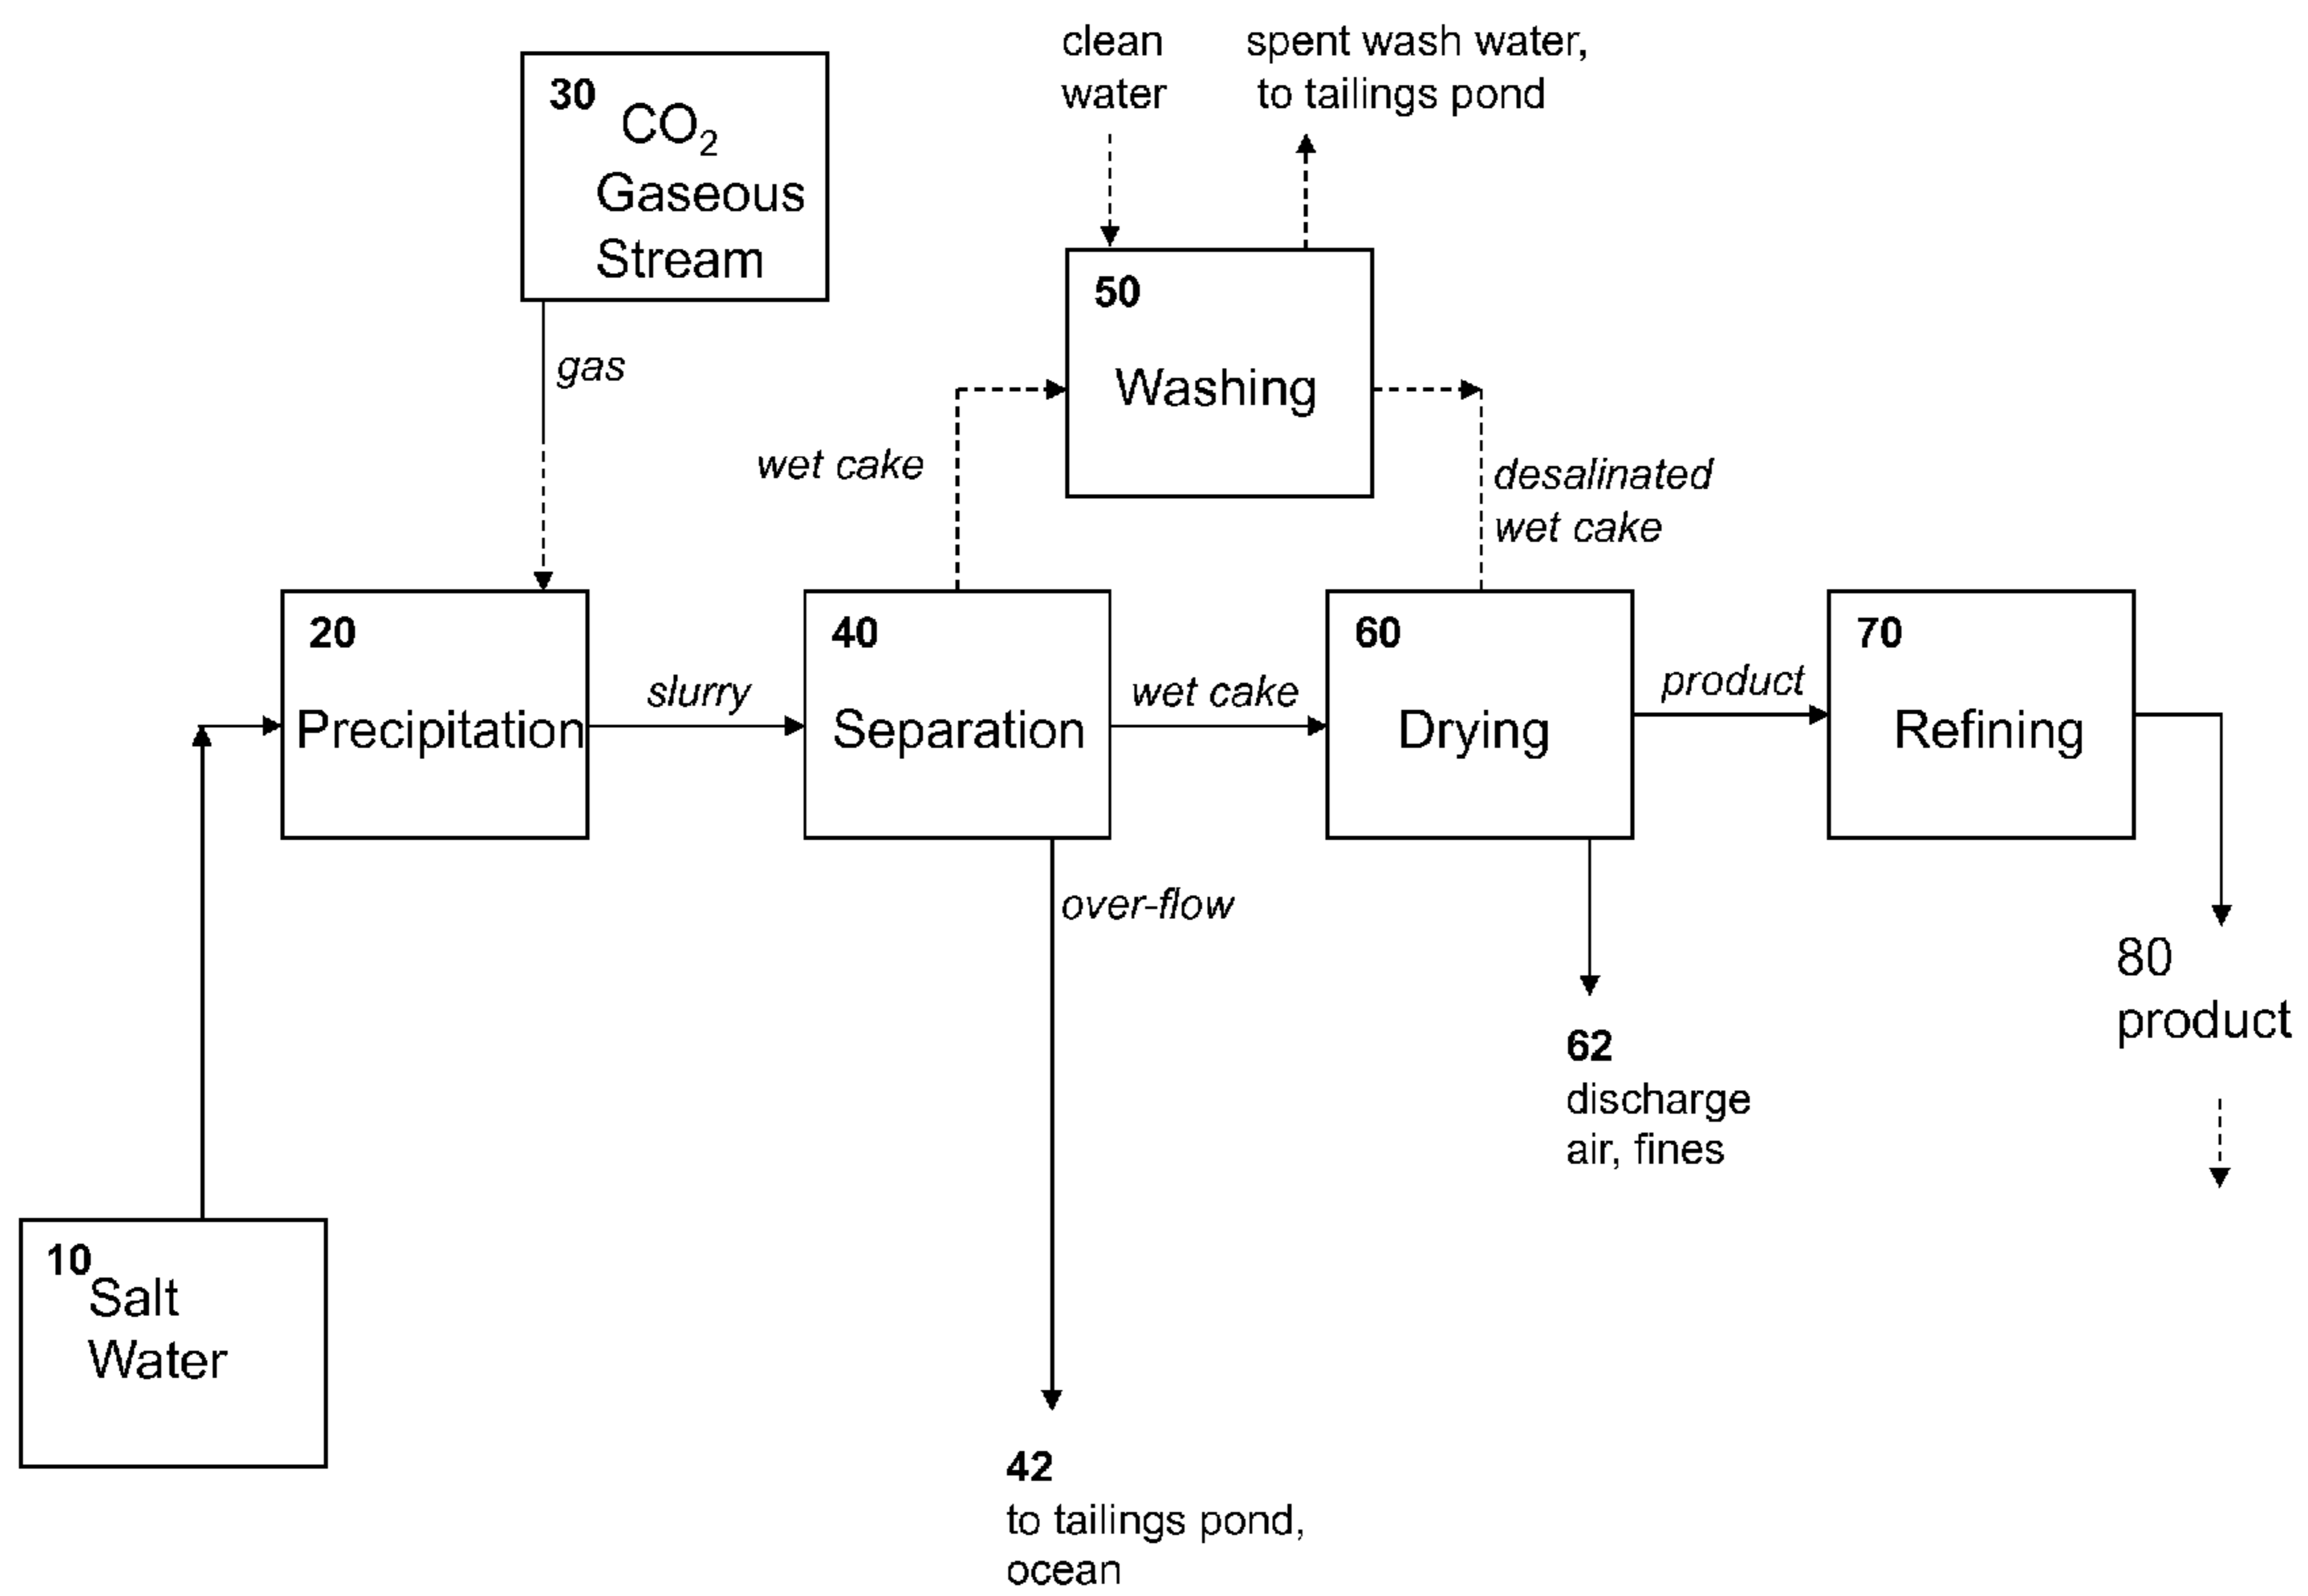 clean
water
spent wash water,
to tailings pond
30
CO₂
Gaseous
Stream
50
Washing
gas
wet cake
desalinated
wet cake
20
Precipitation
slurry
40
Separation
wet cake
60
Drying
product
70
Refining
over-flow
80
product
62
discharge
air, fines
10
Salt
Water
42
to tailings pond,
ocean